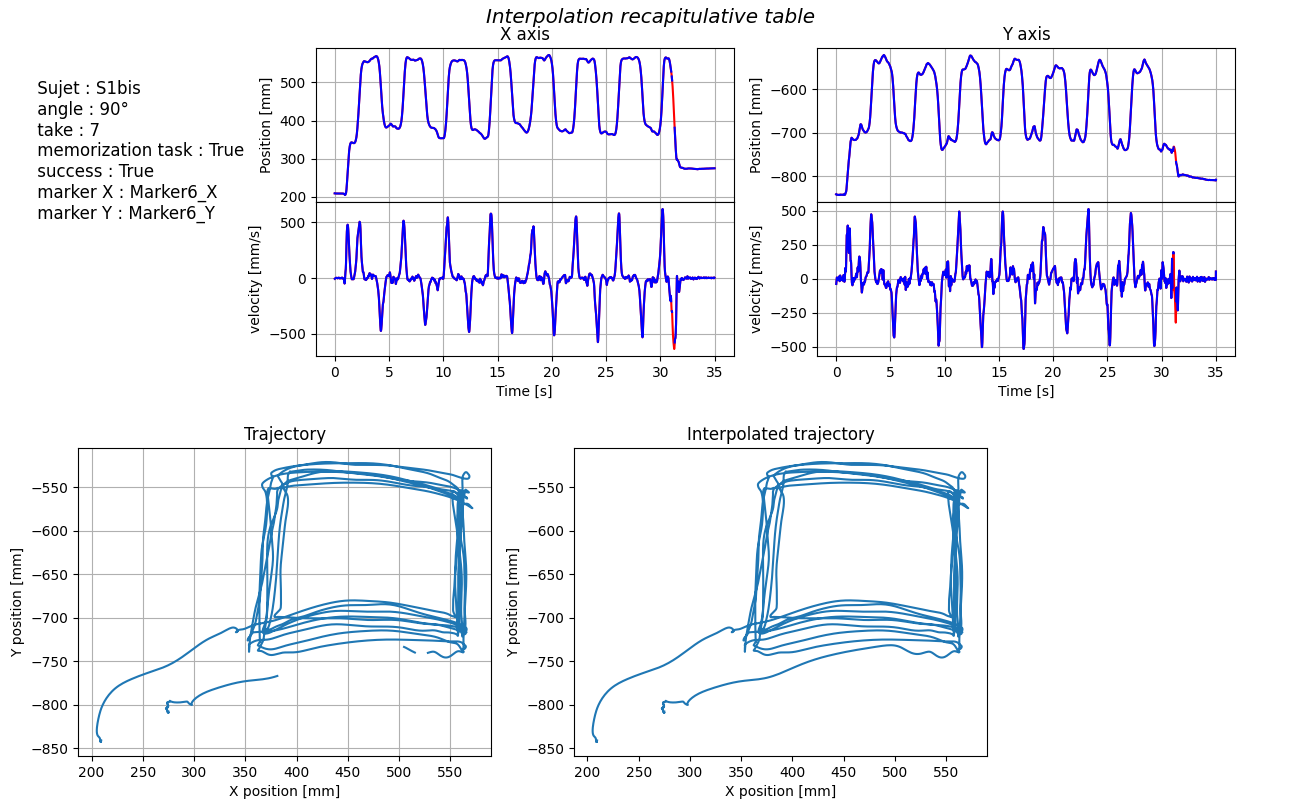 Interpolation recapitulative table
X axis
Y axis
Sujet : S1bis
angle : 90°
take : 7
memorization task : True
success : True
marker X : Marker6_X
marker Y : Marker6_Y
Position [mm]
500
400
300
200
velocity [mm/s]
500
0
−500
0 5 10 15 20 25 30 35
Time [s]
Position [mm]
−600
−700
−800
velocity [mm/s]
500
250
0
−250
−500
0 5 10 15 20 25 30 35
Time [s]
Trajectory
Y position [mm]
−550
−600
−650
−700
−750
−800
−850
200 250 300 350 400 450 500 550
X position [mm]
Interpolated trajectory
Y position [mm]
−550
−600
−650
−700
−750
−800
−850
200 250 300 350 400 450 500 550
X position [mm]